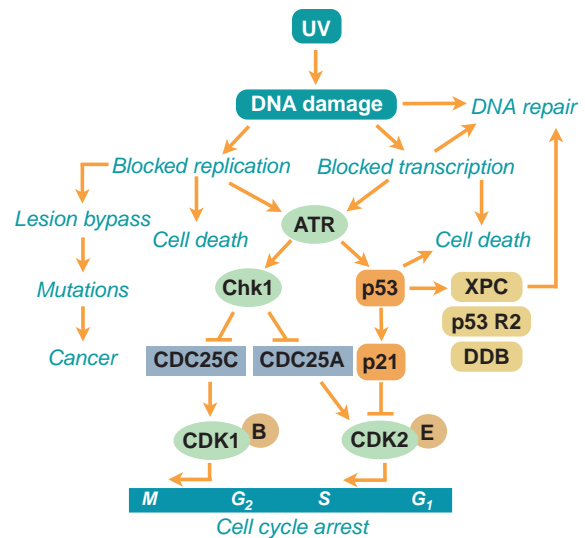 UV
DNA damage
DNA repair
Blocked replication
Blocked transcription
Lesion bypass
ATR
Cell death
Cell death
Mutations
Chk1
p53
XPC
p53 R2
Cancer
CDC25C
CDC25A
p21
DDB
CDK1
B
CDK2
E
M
G2
S
G1
Cell cycle arrest